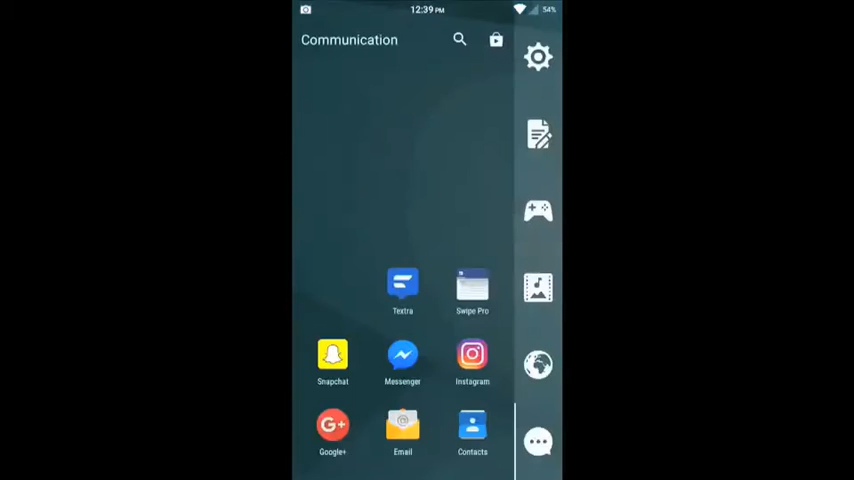 12:39 PM
54%
Communication
Textra
Swipe Pro
Snapchat
Messenger
Instagram
G+
@
Google+
Email
Contacts